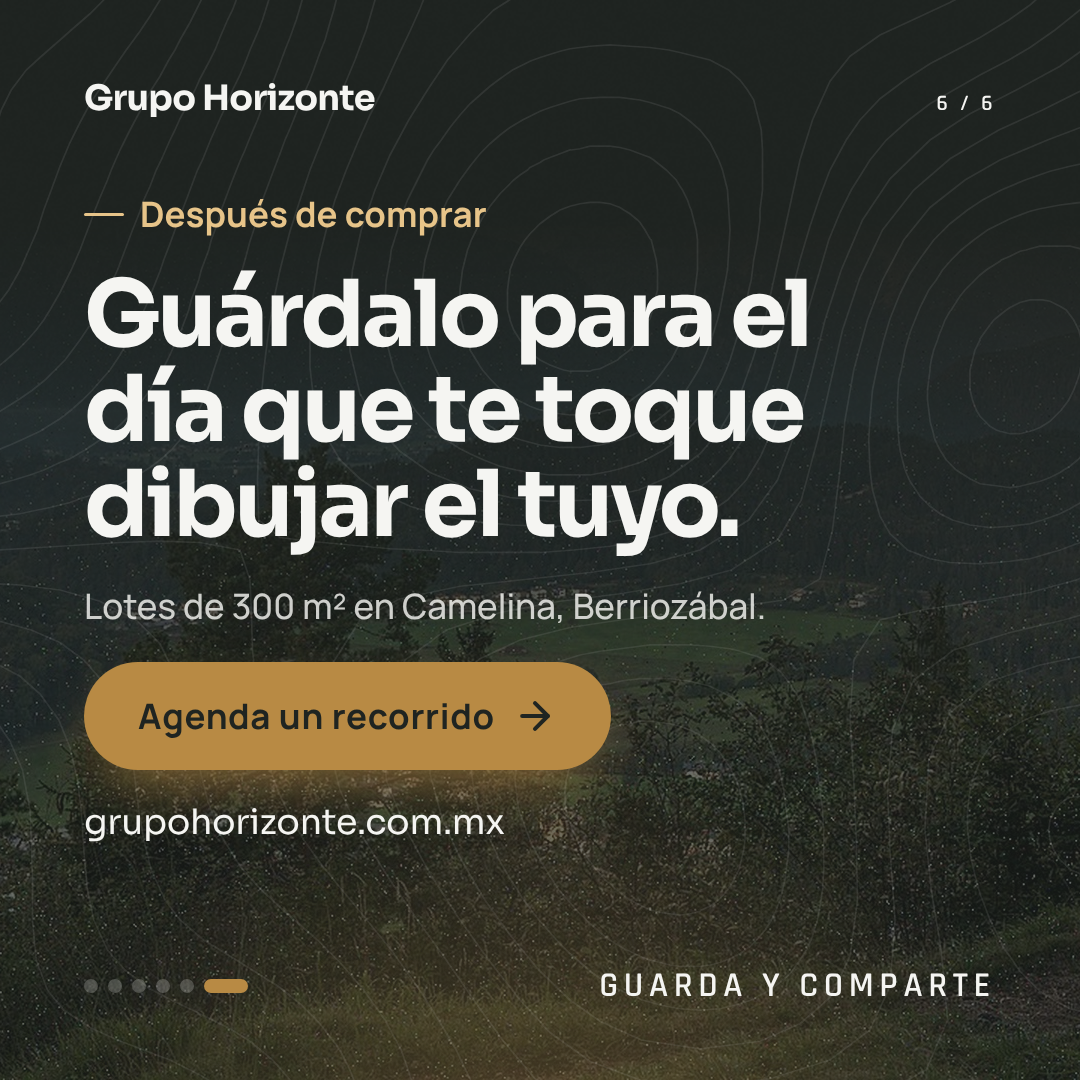 Grupo Horizonte
6 / 6
Después de comprar
Guárdalo para el
día que te toque
dibujar el tuyo.
Lotes de 300 m² en Camelina, Berriozábal.
Agenda un recorrido →
grupohorizonte.com.mx
GUARDA Y COMPARTE